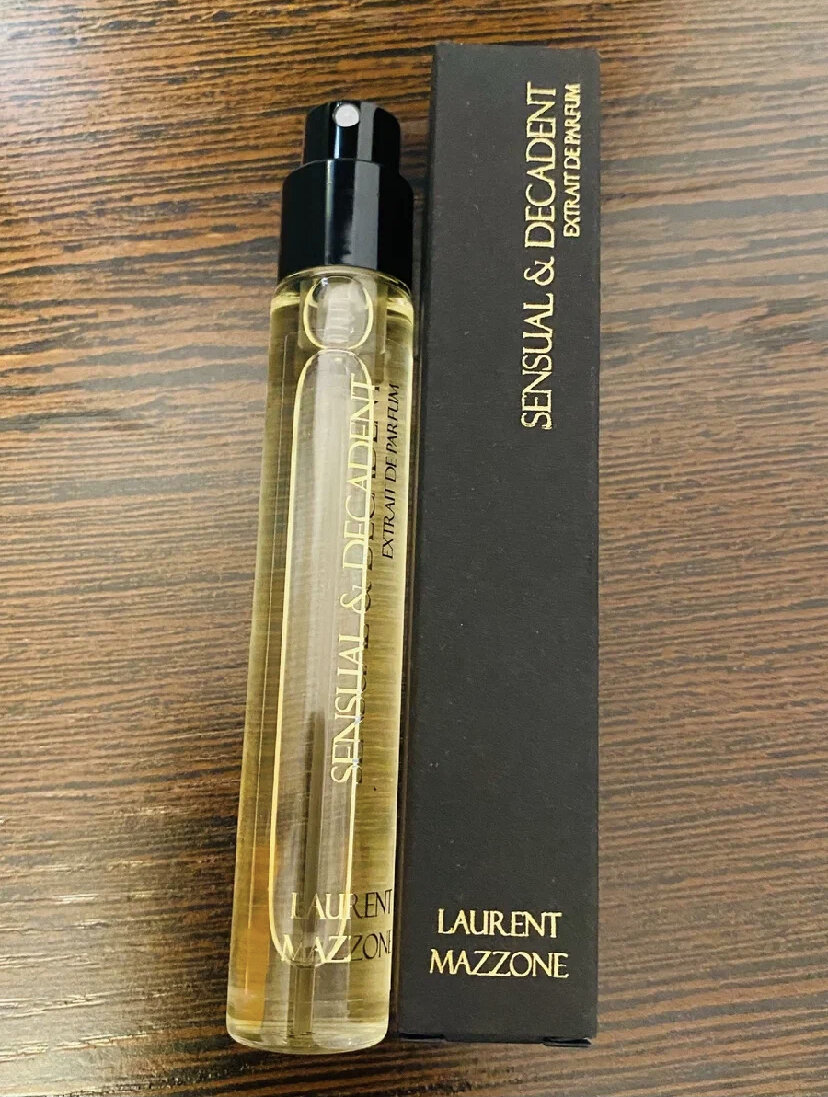 SENSUAL & DECADENT
EXTRAIT DE PARFUM
LAURENT
MAZZONE
SENSUAL & DECADENT
EXTRAIT DE PARFUM
LAURENT
MAZZONE